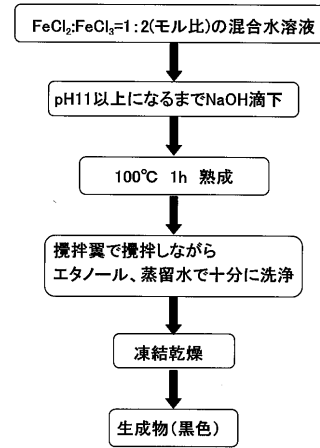 FeCl₂:FeCl₃=1:2(モル比)の混合水溶液
pH11以上になるまでNaOH滴下
100℃ 1h 熟成
攪拌翼で攪拌しながら
エタノール、蒸留水で十分に洗浄
凍結乾燥
生成物(黒色)